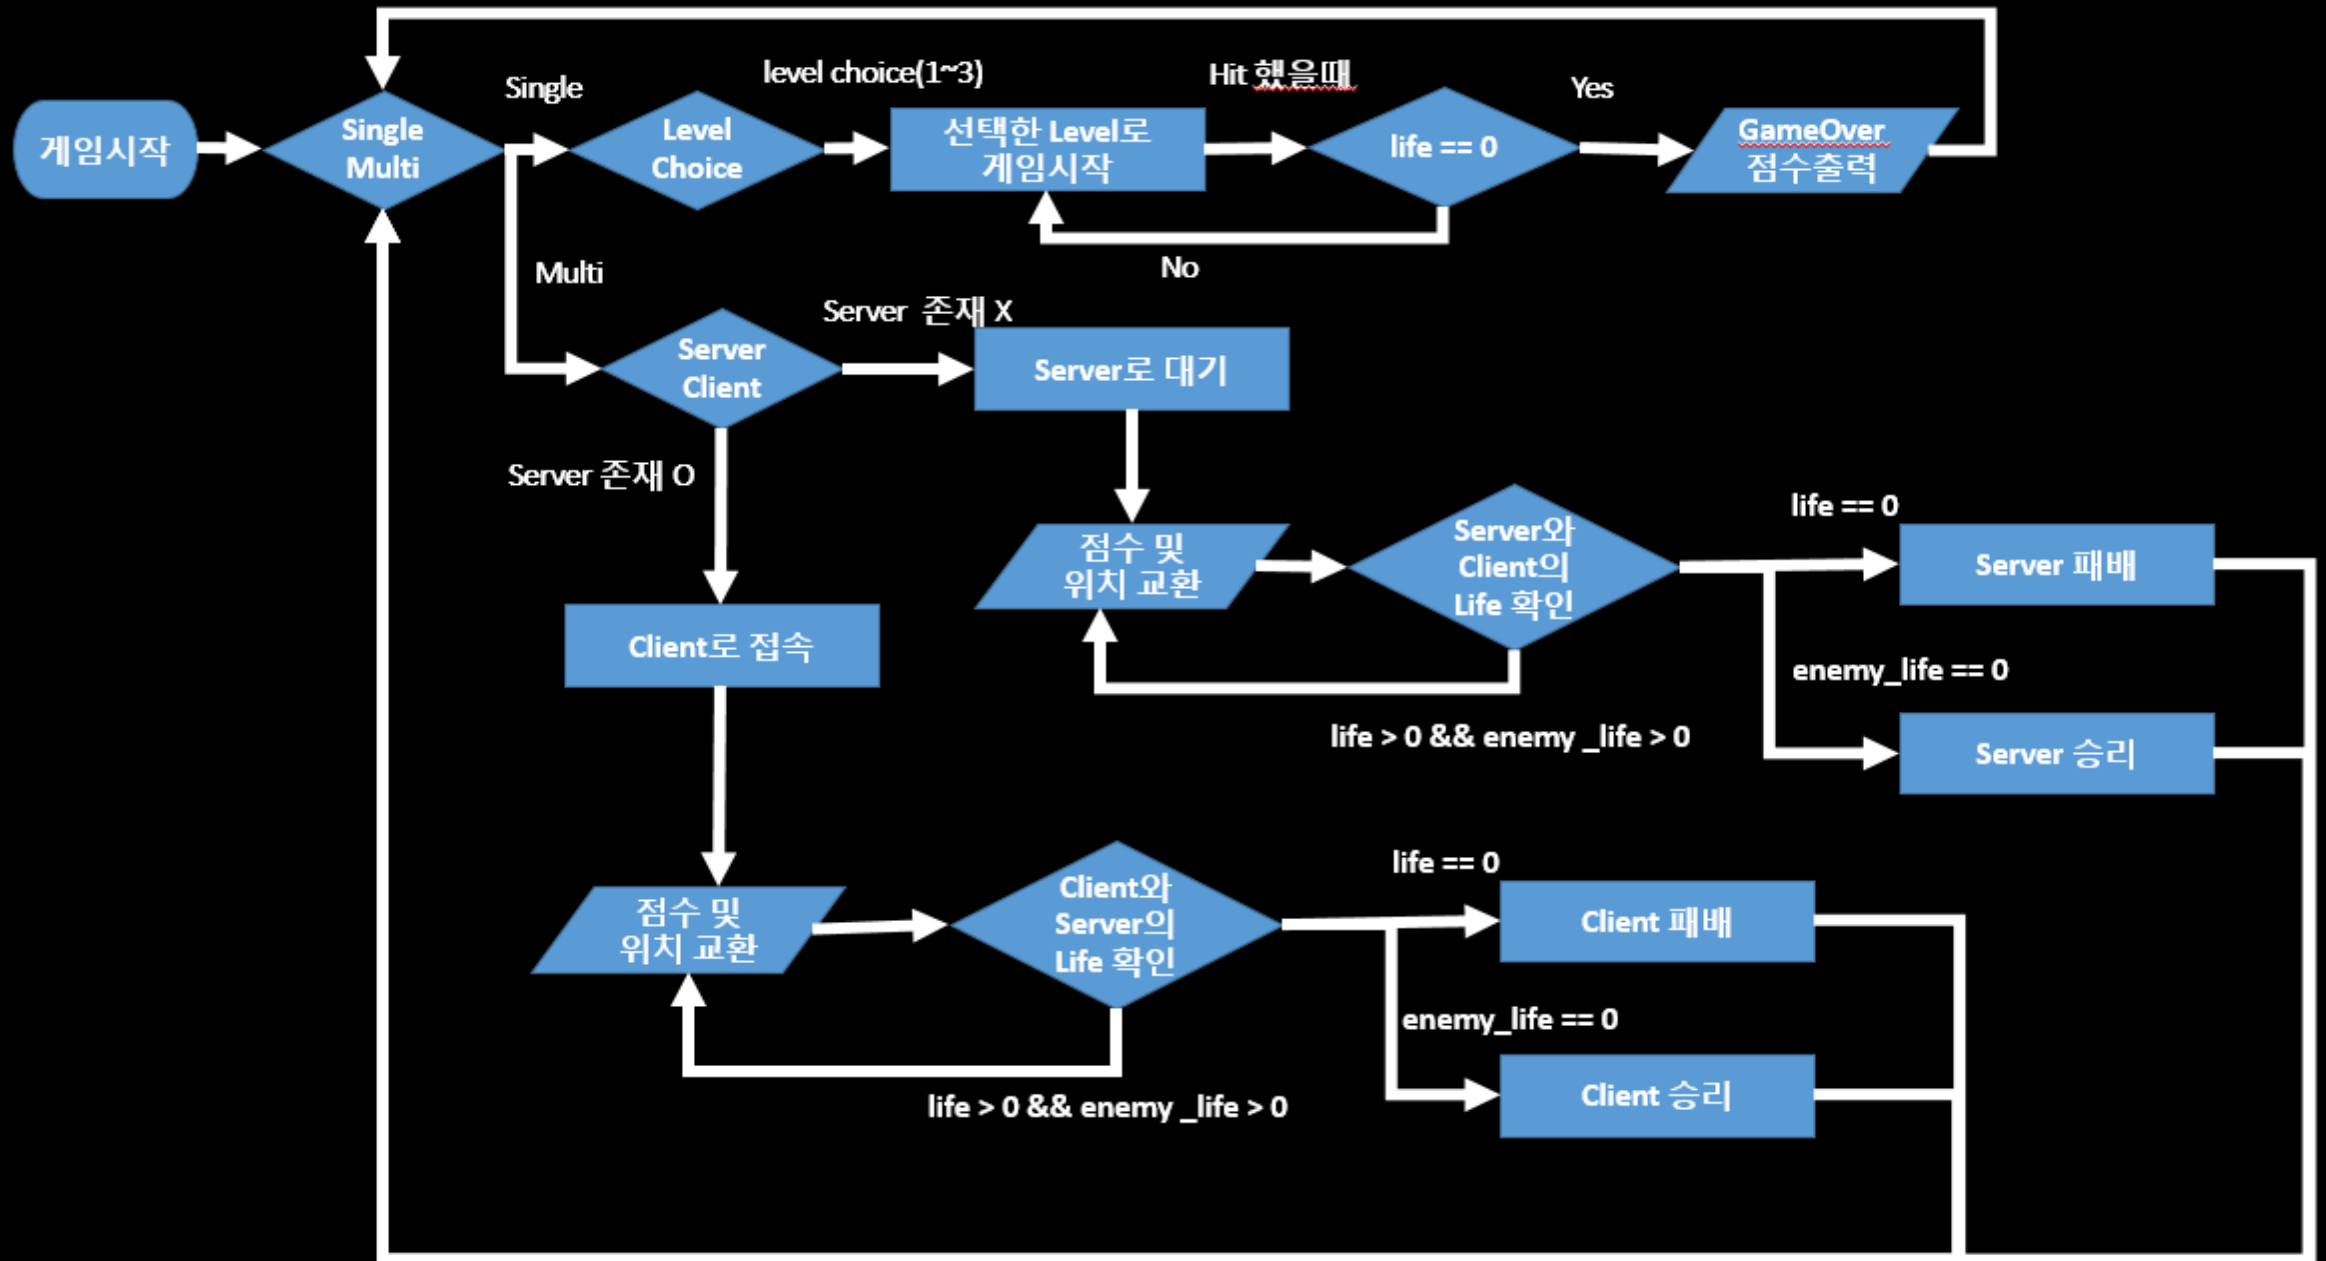 게임시작
Single
Multi
Single
Level
Choice
level choice(1~3)
선택한 Level로
게임시작
Hit 했을때
life == 0
Yes
GameOver
점수출력
No
Multi
Server
Client
Server 존재 X
Server로 대기
Server 존재 O
점수 및
위치 교환
Server와
Client의
Life 확인
life == 0
Server 패배
enemy_life == 0
Server 승리
life > 0 && enemy _life > 0
Client로 접속
점수 및
위치 교환
Client와
Server의
Life 확인
life == 0
Client 패배
enemy_life == 0
Client 승리
life > 0 && enemy _life > 0